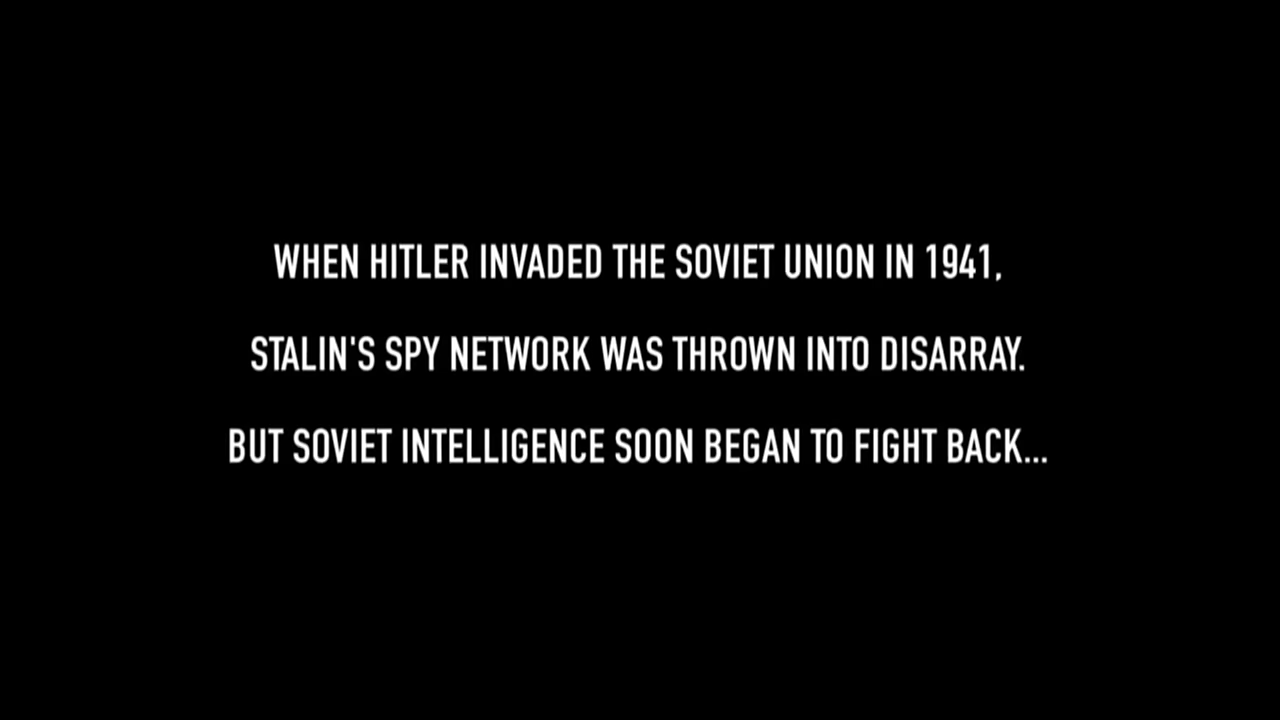 WHEN HITLER INVADED THE SOVIET UNION IN 1941,
STALIN'S SPY NETWORK WAS THROWN INTO DISARRAY.
BUT SOVIET INTELLIGENCE SOON BEGAN TO FIGHT BACK...